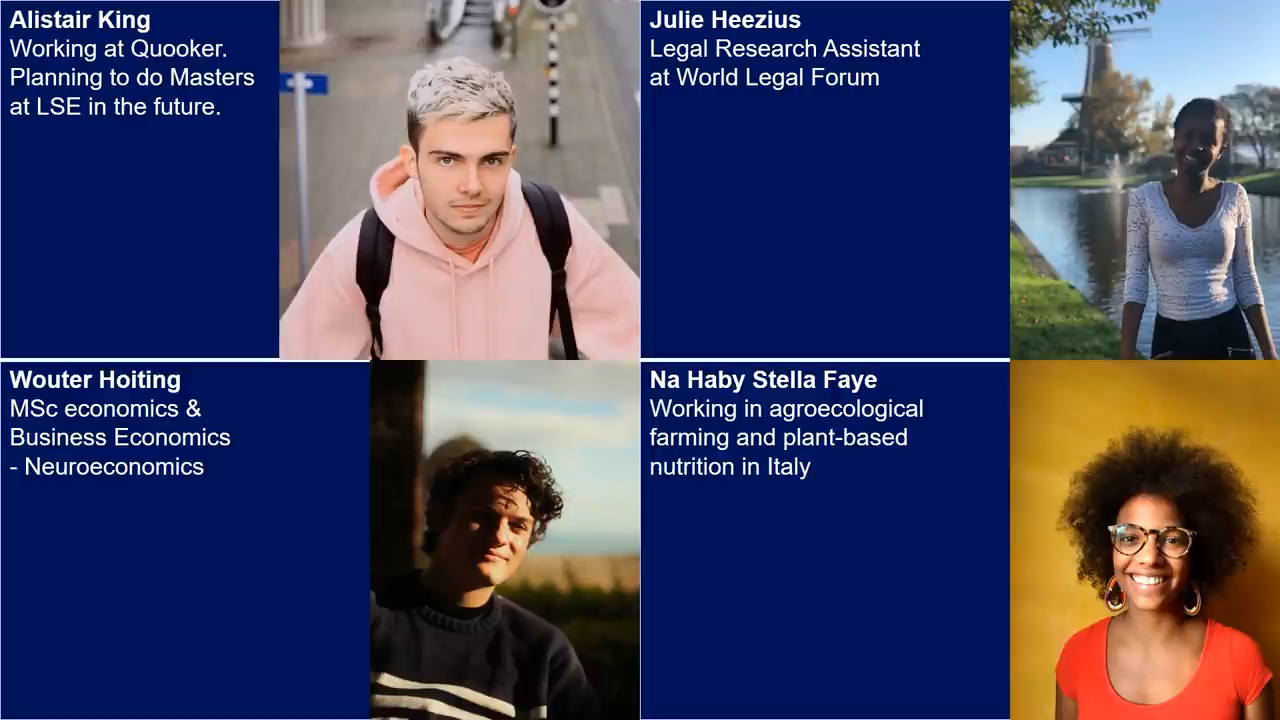 Alistair King
Working at Quooker.
Planning to do Masters
at LSE in the future.
Julie Heezius
Legal Research Assistant
at World Legal Forum
Wouter Hoiting
MSc economics &
Business Economics
- Neuroeconomics
Na Haby Stella Faye
Working in agroecological
farming and plant-based
nutrition in Italy